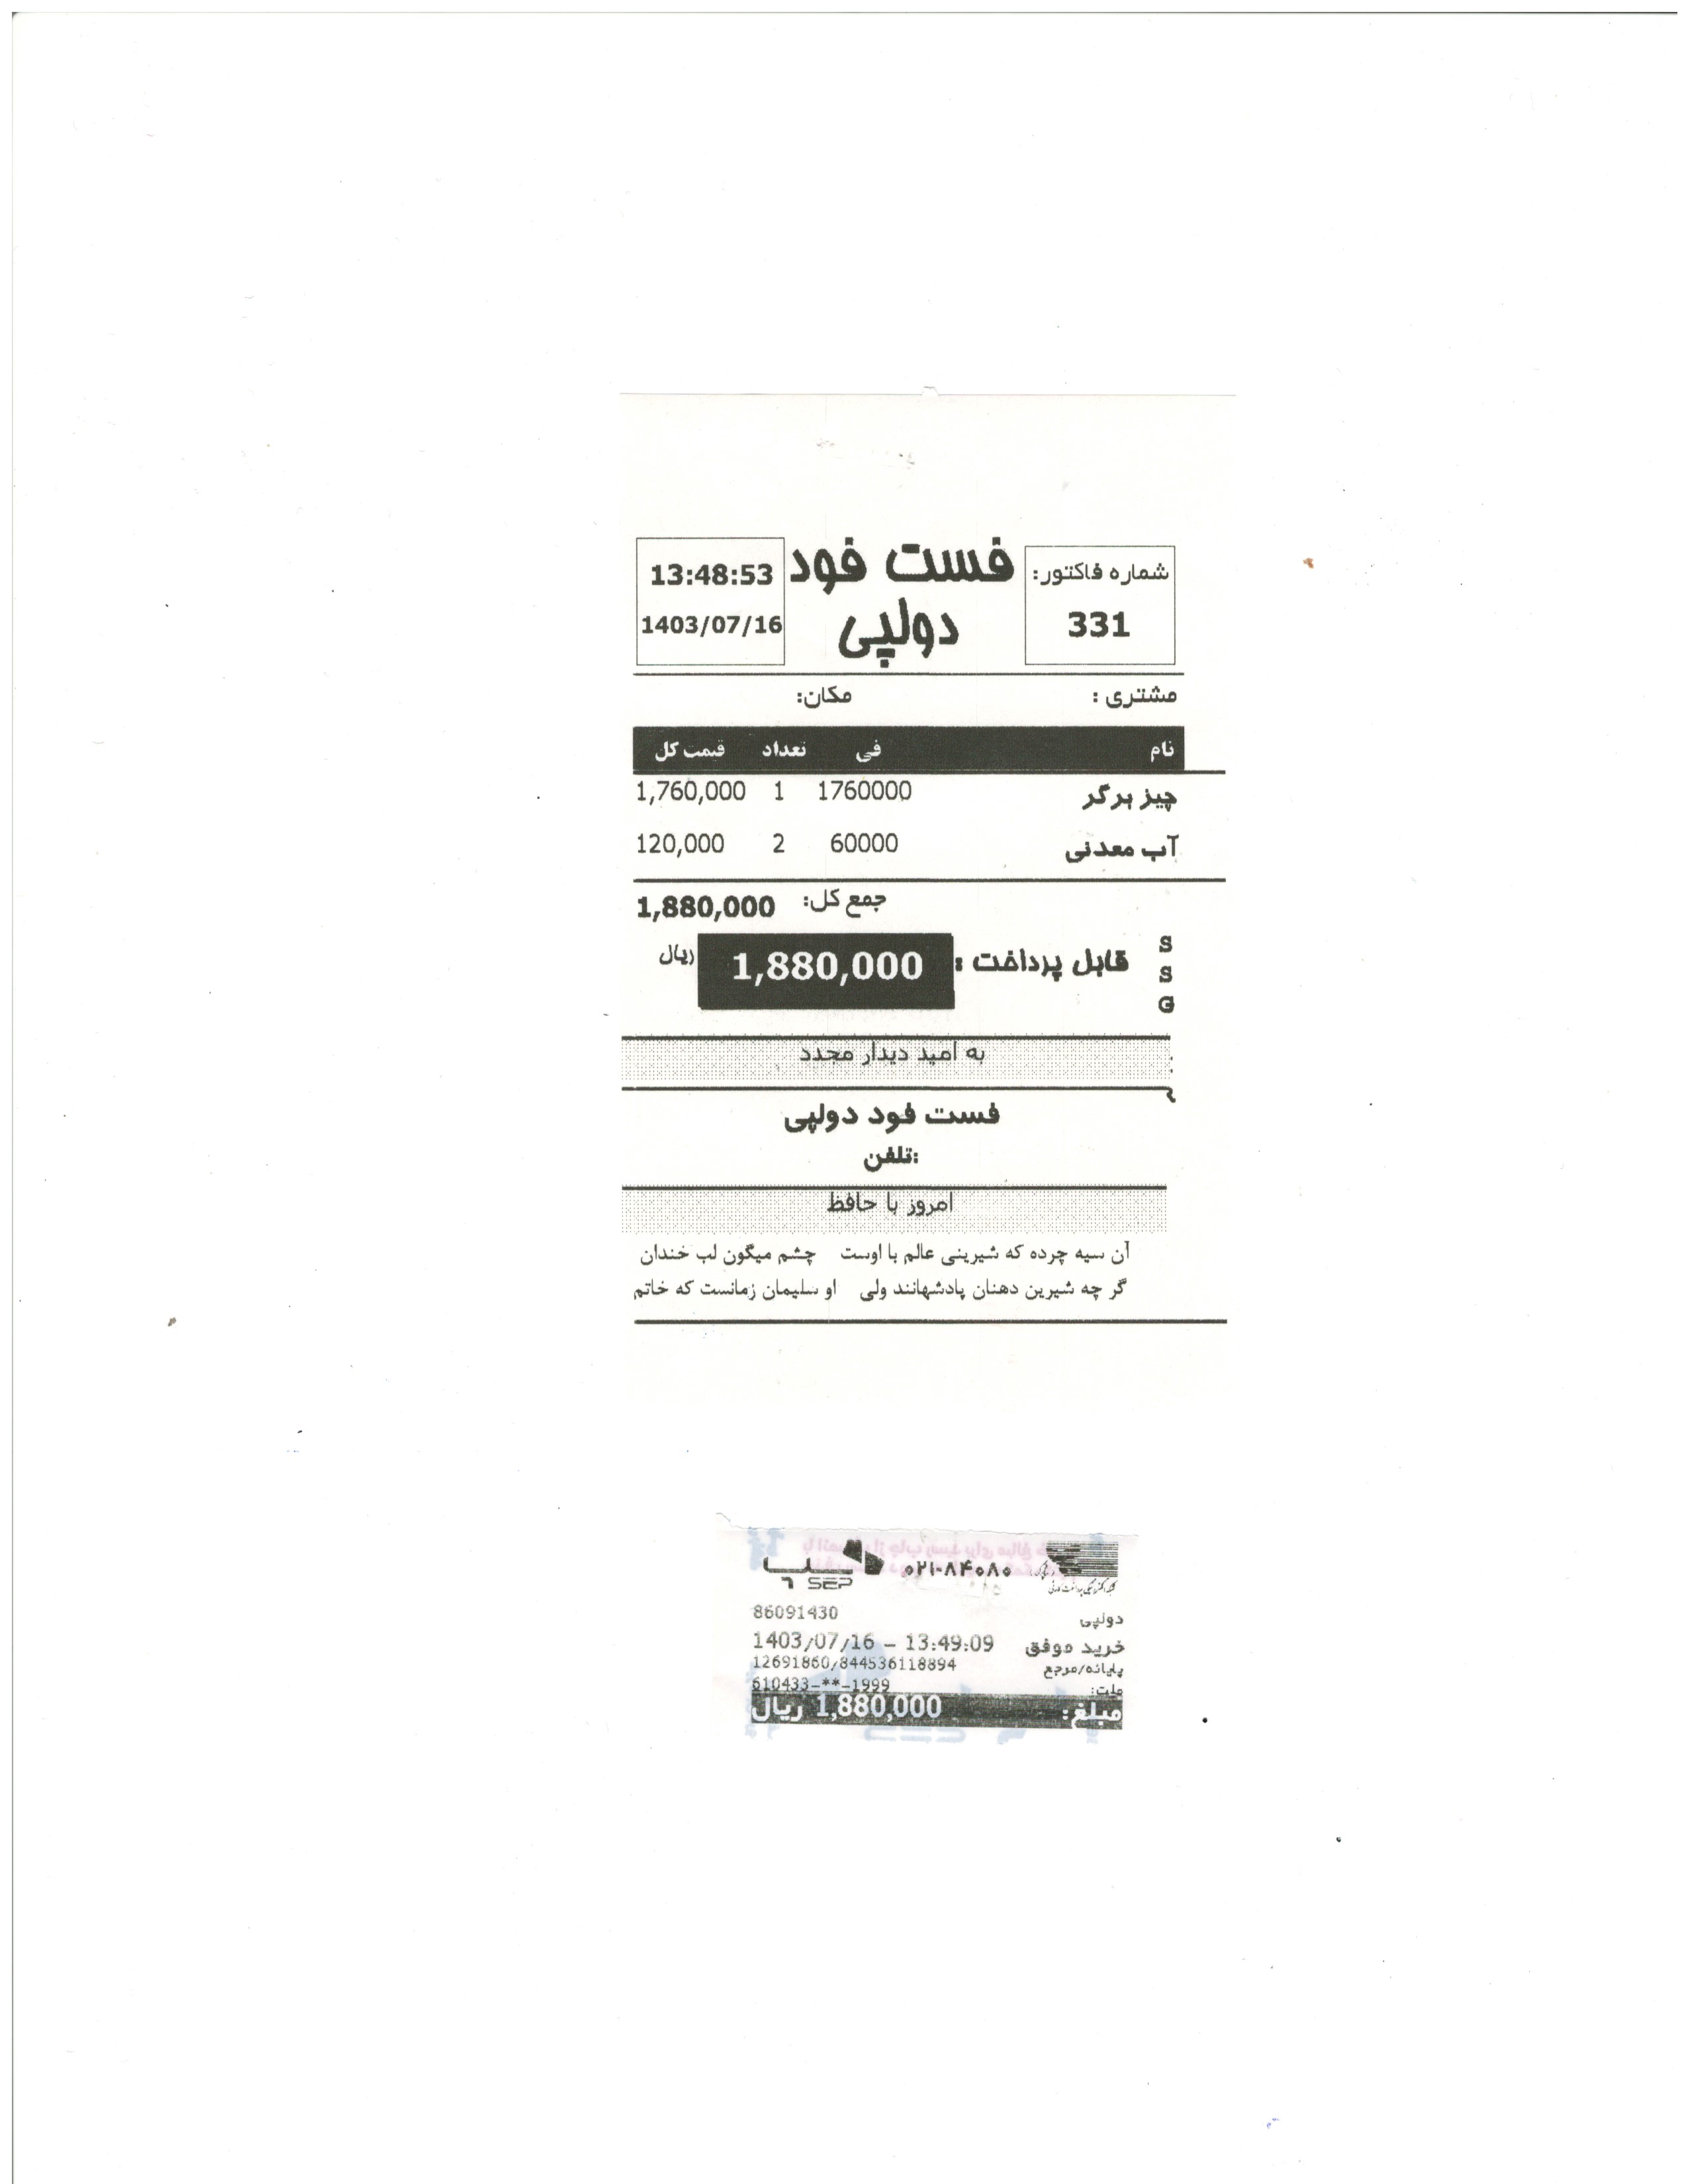 شماره فاکتور:
331
فست فود
دولپی
13:48:53
1403/07/16
مشتری : مکان:
نام فی تعداد قیمت کل
چیز برگر 1760000 1 1,760,000
آب معدنی 60000 2 120,000
جمع کل: 1,880,000
قابل پرداخت : 1,880,000 ریال
S
S
G
به امید دیدار مجدد
فست فود دولپی
تلفن:
امروز با حافظ
آن سیه چرده که شیرینی عالم با اوست چشم میگون لب خندان
گر چه شیرین دهنان پادشهانند ولی او سلیمان زمانست که خاتم
۰۲۱-۸۴۰۸۰
SEP
دولپی 86091430
خرید موفق 13:49:09 – 1403/07/16
پایانه/مرجع 12691860/844536118894
ملت: 610433-**-1999
مبلغ: 1,880,000 ریال